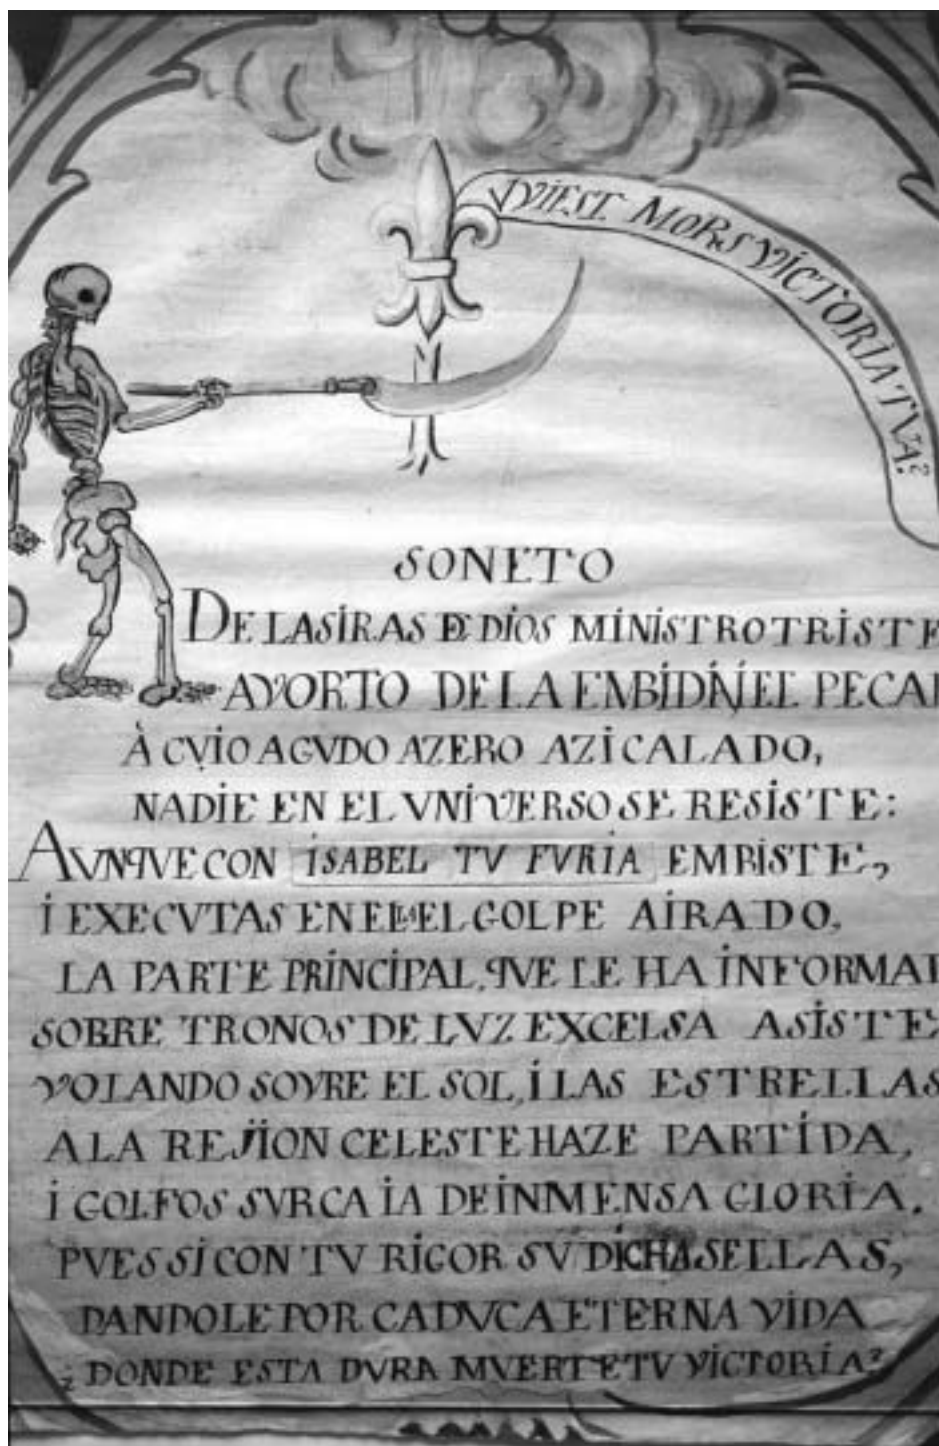 VVIEST MORS VICTORIA TVA?
SONETO
DE LAS IRAS DE DIOS MINISTRO TRISTE
AVORTO DE LA EMBIDIA, I EL PECA
À CVIO AGVDO AZERO AZICALADO,
NADIE EN EL VNIVERSO SE RESISTE:
AVNQVE CON ISABEL TV FVRIA EMBISTE,
I EXECVTAS EN ELLA EL GOLPE AIRADO,
LA PARTE PRINCIPAL, QVE LE HA INFORMA
SOBRE TRONOS DE LVZ EXCELSA ASISTE
VOLANDO SOVRE EL SOL, I LAS ESTRELLAS
A LA REJION CELESTE HAZE PARTIDA,
I GOLFOS SVRCA IA DE INMENSA GLORIA.
PVES SI CON TV RIGOR SV DICHA SELLAS,
DANDOLE POR CADVCA ETERNA VIDA
¿DONDE ESTA DVRA MVERTE TV VICTORIA?